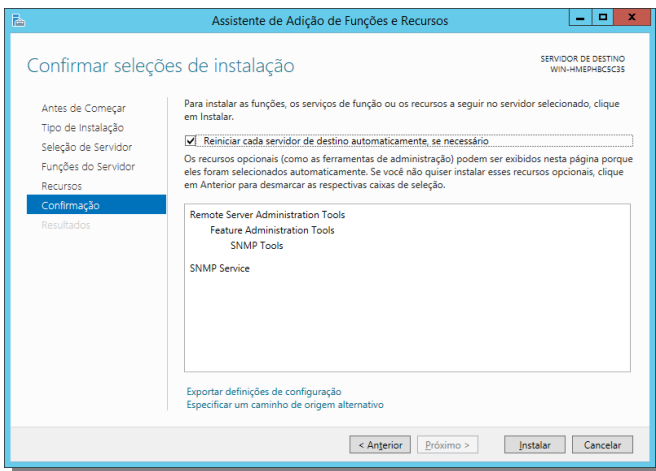 Assistente de Adição de Funções e Recursos
Confirmar seleções de instalação
SERVIDOR DE DESTINO
WIN-HMEPHBC5C35
Antes de Começar
Tipo de Instalação
Seleção de Servidor
Funções do Servidor
Recursos
Confirmação
Resultados
Para instalar as funções, os serviços de função ou os recursos a seguir no servidor selecionado, clique
em Instalar.
Reiniciar cada servidor de destino automaticamente, se necessário
Os recursos opcionais (como as ferramentas de administração) podem ser exibidos nesta página porque
eles foram selecionados automaticamente. Se você não quiser instalar esses recursos opcionais, clique
em Anterior para desmarcar as respectivas caixas de seleção.
Remote Server Administration Tools
Feature Administration Tools
SNMP Tools
SNMP Service
Exportar definições de configuração
Especificar um caminho de origem alternativo
< Anterior
Próximo >
Instalar
Cancelar